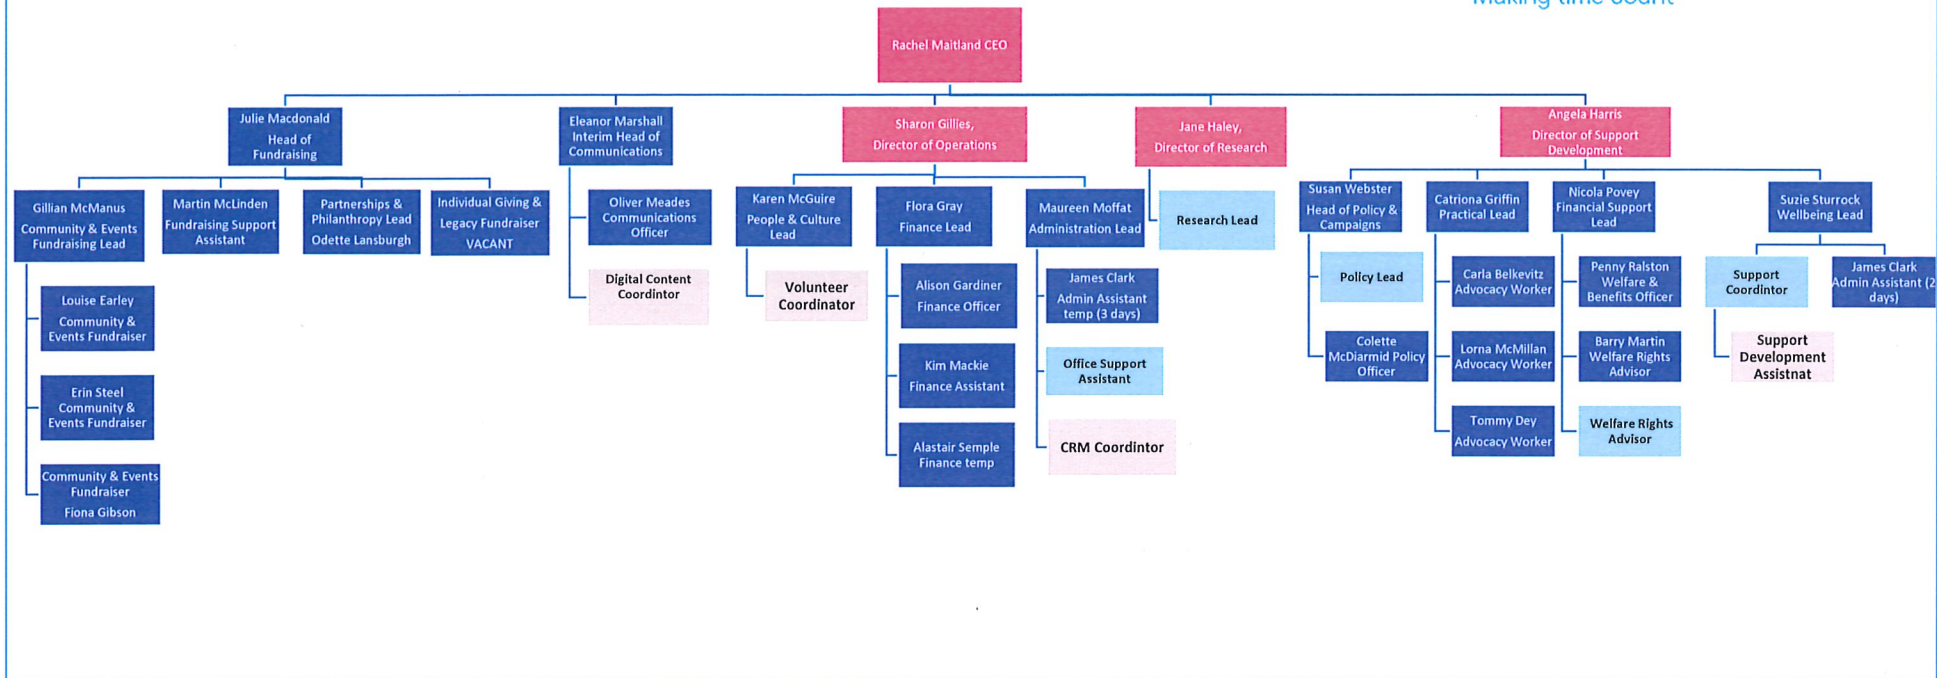 Making time count
Rachel Maitland CEO
Julie Macdonald
Head of
Fundraising
Eleanor Marshall
Interim Head of
Communications
Sharon Gillies,
Director of Operations
Jane Haley,
Director of Research
Angela Harris
Director of Support
Development
Gillian McManus
Community & Events
Fundraising Lead
Martin McLinden
Fundraising Support
Assistant
Partnerships &
Philanthropy Lead
Odette Lansburgh
Individual Giving &
Legacy Fundraiser
VACANT
Oliver Meades
Communications
Officer
Karen McGuire
People & Culture
Lead
Flora Gray
Finance Lead
Maureen Moffat
Administration Lead
Research Lead
Susan Webster
Head of Policy &
Campaigns
Catriona Griffin
Practical Lead
Nicola Povey
Financial Support
Lead
Suzie Sturrock
Wellbeing Lead
Louise Earley
Community &
Events Fundraiser
Digital Content
Coordintor
Volunteer
Coordinator
Alison Gardiner
Finance Officer
James Clark
Admin Assistant
temp (3 days)
Policy Lead
Carla Belkevitz
Advocacy Worker
Penny Ralston
Welfare &
Benefits Officer
Support
Coordintor
James Clark
Admin Assistant (2
days)
Erin Steel
Community &
Events Fundraiser
Kim Mackie
Finance Assistant
Office Support
Assistant
Colette
McDiarmid Policy
Officer
Lorna McMillan
Advocacy Worker
Barry Martin
Welfare Rights
Advisor
Support
Development
Assistnat
Community & Events
Fundraiser
Fiona Gibson
Alastair Semple
Finance temp
CRM Coordintor
Tommy Dey
Advocacy Worker
Welfare Rights
Advisor